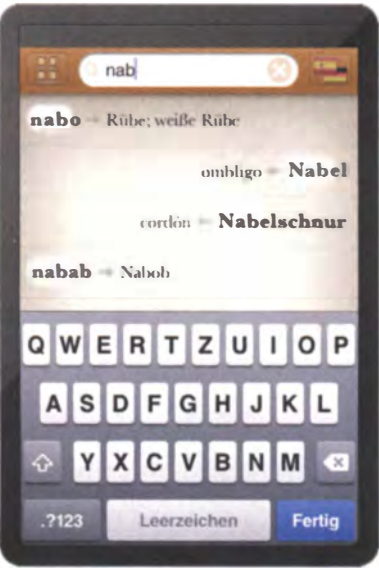 nab
nabo → Rübe; weiße Rübe
ombligo ← Nabel
cordón ← Nabelschnur
nabab → Nabob
Q W E R T Z U I O P
A S D F G H J K L
Y X C V B N M
.?123 Leerzeichen Fertig